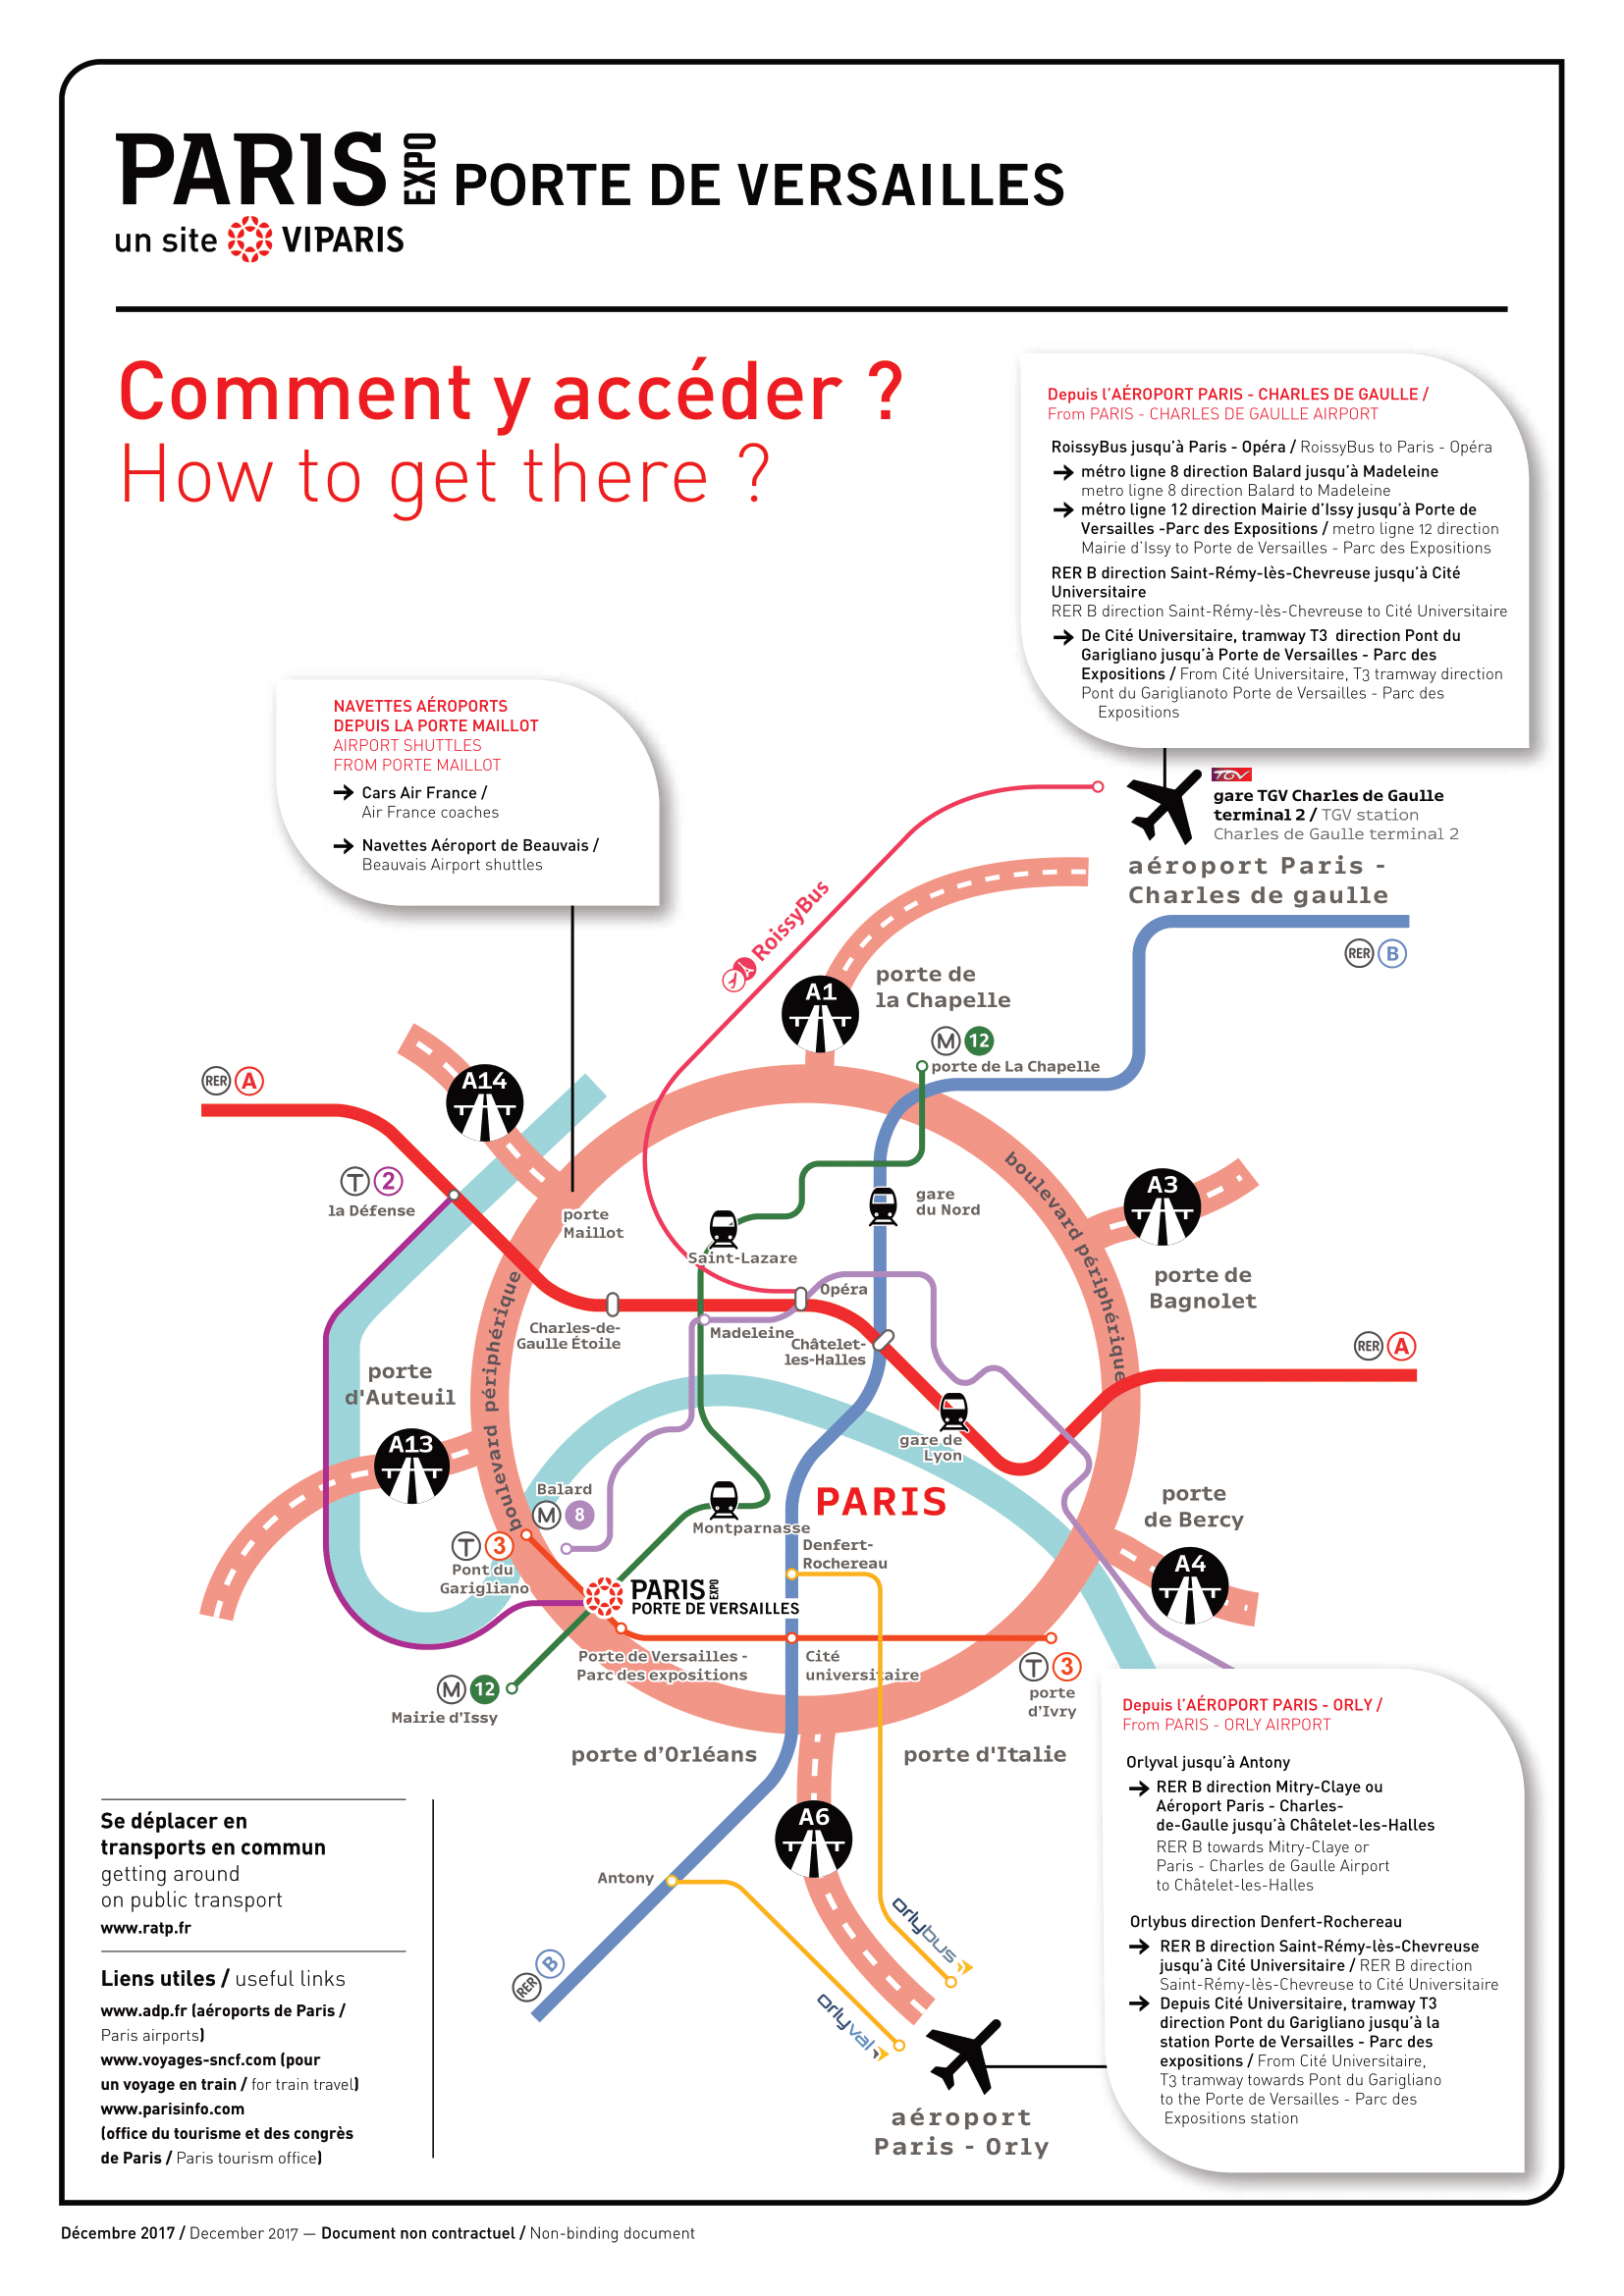 PARIS EXPO PORTE DE VERSAILLES
un site VIPARIS
Comment y accéder ?
How to get there ?
Depuis l'AÉROPORT PARIS - CHARLES DE GAULLE /
From PARIS - CHARLES DE GAULLE AIRPORT
RoissyBus jusqu'à Paris - Opéra / RoissyBus to Paris - Opéra
métro ligne 8 direction Balard jusqu'à Madeleine
metro ligne 8 direction Balard to Madeleine
métro ligne 12 direction Mairie d'Issy jusqu'à Porte de
Versailles -Parc des Expositions / metro ligne 12 direction
Mairie d'Issy to Porte de Versailles - Parc des Expositions
RER B direction Saint-Rémy-lès-Chevreuse jusqu'à Cité
Universitaire
RER B direction Saint-Rémy-lès-Chevreuse to Cité Universitaire
De Cité Universitaire, tramway T3 direction Pont du
Garigliano jusqu'à Porte de Versailles - Parc des
Expositions / From Cité Universitaire, T3 tramway direction
Pont du Gariglianoto Porte de Versailles - Parc des
Expositions
NAVETTES AÉROPORTS
DEPUIS LA PORTE MAILLOT
AIRPORT SHUTTLES
FROM PORTE MAILLOT
Cars Air France /
Air France coaches
Navettes Aéroport de Beauvais /
Beauvais Airport shuttles
TGV
gare TGV Charles de Gaulle
terminal 2 / TGV station
Charles de Gaulle terminal 2
aéroport Paris -
Charles de gaulle
RER B
RoissyBus
A1
porte de
la Chapelle
M 12
porte de La Chapelle
RER A
A14
T 2
la Défense
porte
Maillot
boulevard périphérique
gare
du Nord
Saint-Lazare
A3
porte de
Bagnolet
boulevard périphérique
Opéra
Charles-de-
Gaulle Étoile
Madeleine
Châtelet-
les-Halles
RER A
porte
d'Auteuil
A13
gare de
Lyon
Balard
M 8
PARIS
Montparnasse
porte
de Bercy
A4
T 3
Pont du
Garigliano
Denfert-
Rochereau
PARIS EXPO
PORTE DE VERSAILLES
Porte de Versailles -
Parc des expositions
Cité
universitaire
T 3
porte
d'Ivry
M 12
Mairie d'Issy
porte d'Orléans
porte d'Italie
A6
Antony
RER B
orlybus
orlyval
aéroport
Paris - Orly
Depuis l'AÉROPORT PARIS - ORLY /
From PARIS - ORLY AIRPORT
Orlyval jusqu'à Antony
RER B direction Mitry-Claye ou
Aéroport Paris - Charles-
de-Gaulle jusqu'à Châtelet-les-Halles
RER B towards Mitry-Claye or
Paris - Charles de Gaulle Airport
to Châtelet-les-Halles
Orlybus direction Denfert-Rochereau
RER B direction Saint-Rémy-lès-Chevreuse
jusqu'à Cité Universitaire / RER B direction
Saint-Rémy-lès-Chevreuse to Cité Universitaire
Depuis Cité Universitaire, tramway T3
direction Pont du Garigliano jusqu'à la
station Porte de Versailles - Parc des
expositions / From Cité Universitaire,
T3 tramway towards Pont du Garigliano
to the Porte de Versailles - Parc des
Expositions station
Se déplacer en
transports en commun
getting around
on public transport
www.ratp.fr
Liens utiles / useful links
www.adp.fr (aéroports de Paris /
Paris airports)
www.voyages-sncf.com (pour
un voyage en train / for train travel)
www.parisinfo.com
(office du tourisme et des congrès
de Paris / Paris tourism office)
Décembre 2017 / December 2017 — Document non contractuel / Non-binding document